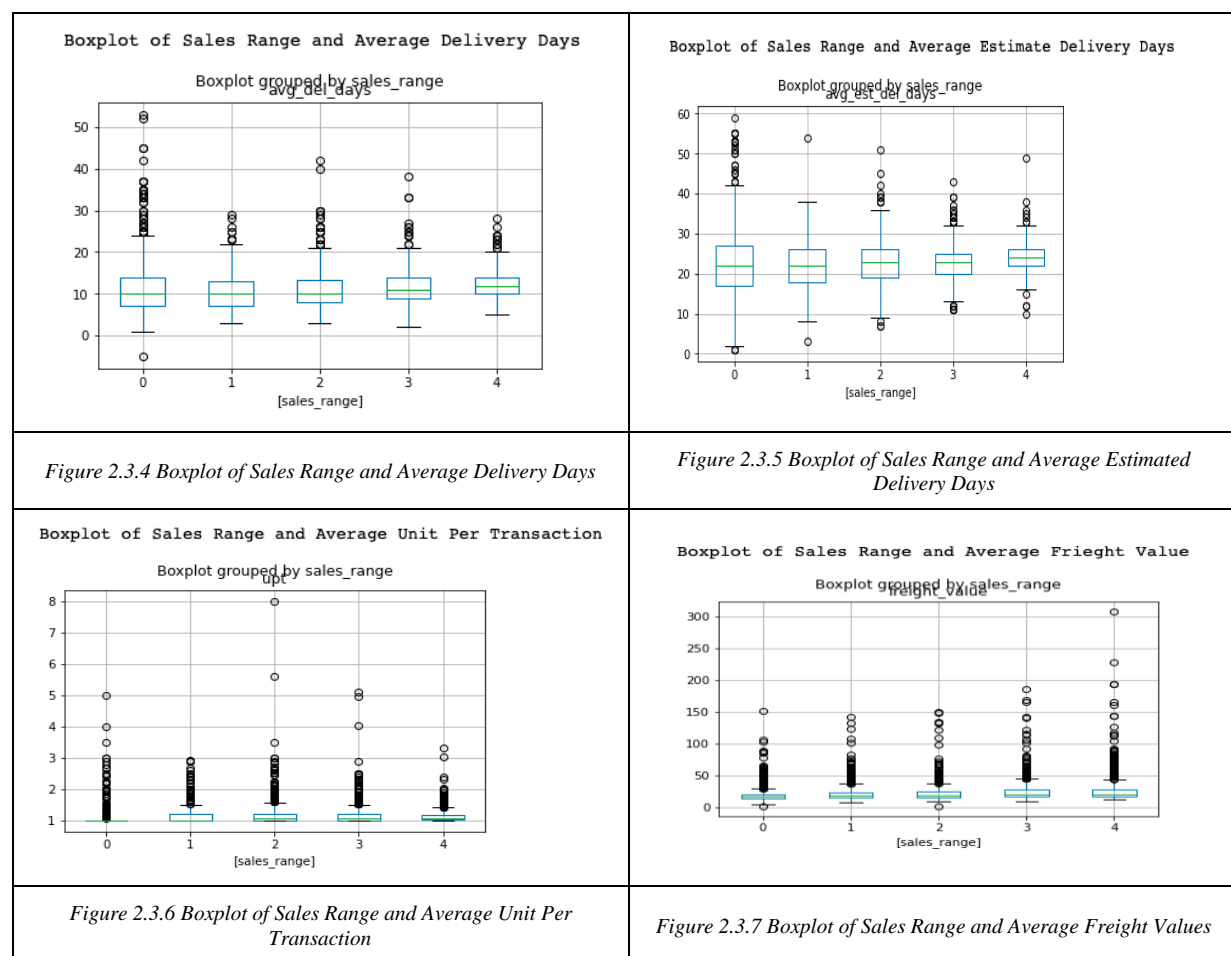 Boxplot of Sales Range and Average Delivery Days
Boxplot grouped by sales_range
avg_del_days
50
40
30
20
10
0
0 1 2 3 4
[sales_range]
Figure 2.3.4 Boxplot of Sales Range and Average Delivery Days
Boxplot of Sales Range and Average Estimate Delivery Days
Boxplot grouped by sales_range
avg_est_del_days
60
50
40
30
20
10
0
0 1 2 3 4
[sales_range]
Figure 2.3.5 Boxplot of Sales Range and Average Estimated
Delivery Days
Boxplot of Sales Range and Average Unit Per Transaction
Boxplot grouped by sales_range
upt
8
7
6
5
4
3
2
1
0 1 2 3 4
[sales_range]
Figure 2.3.6 Boxplot of Sales Range and Average Unit Per
Transaction
Boxplot of Sales Range and Average Frieght Value
Boxplot grouped by sales_range
freight_value
300
250
200
150
100
50
0
0 1 2 3 4
[sales_range]
Figure 2.3.7 Boxplot of Sales Range and Average Freight Values